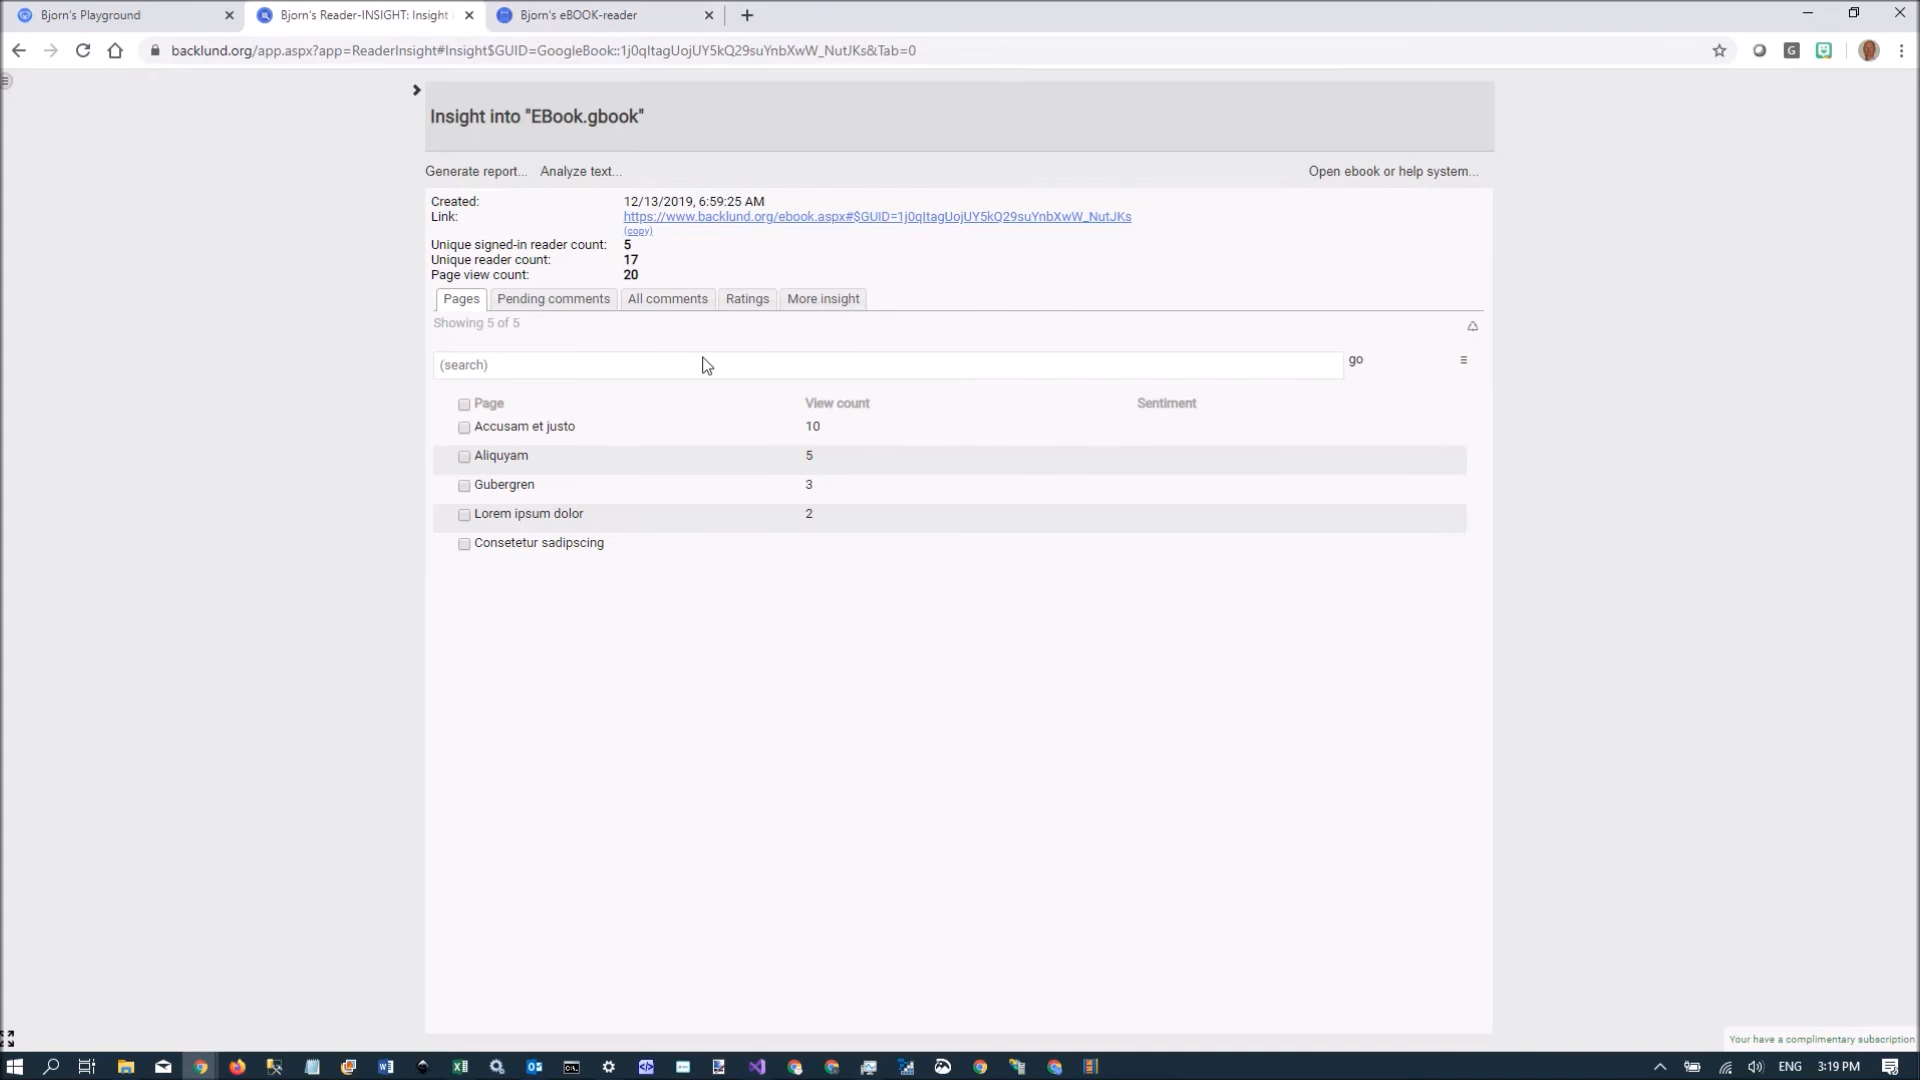 Bjorn's Playground
Bjorn's Reader-INSIGHT: Insight
Bjorn's eBOOK-reader
backlund.org/app.aspx?app=ReaderInsight#Insight$GUID=GoogleBook::1j0qItagUojUY5kQ29suYnbXwW_NutJKs&Tab=0
Insight into "EBook.gbook"
Generate report... Analyze text... Open ebook or help system...
Created: 12/13/2019, 6:59:25 AM
Link: https://www.backlund.org/ebook.aspx#$GUID=1j0qItagUojUY5kQ29suYnbXwW_NutJKs
(copy)
Unique signed-in reader count: 5
Unique reader count: 17
Page view count: 20
Pages Pending comments All comments Ratings More insight
Showing 5 of 5
(search) go
Page View count Sentiment
Accusam et justo 10
Aliquyam 5
Gubergren 3
Lorem ipsum dolor 2
Consetetur sadipscing
Your have a complimentary subscription
ENG 3:19 PM